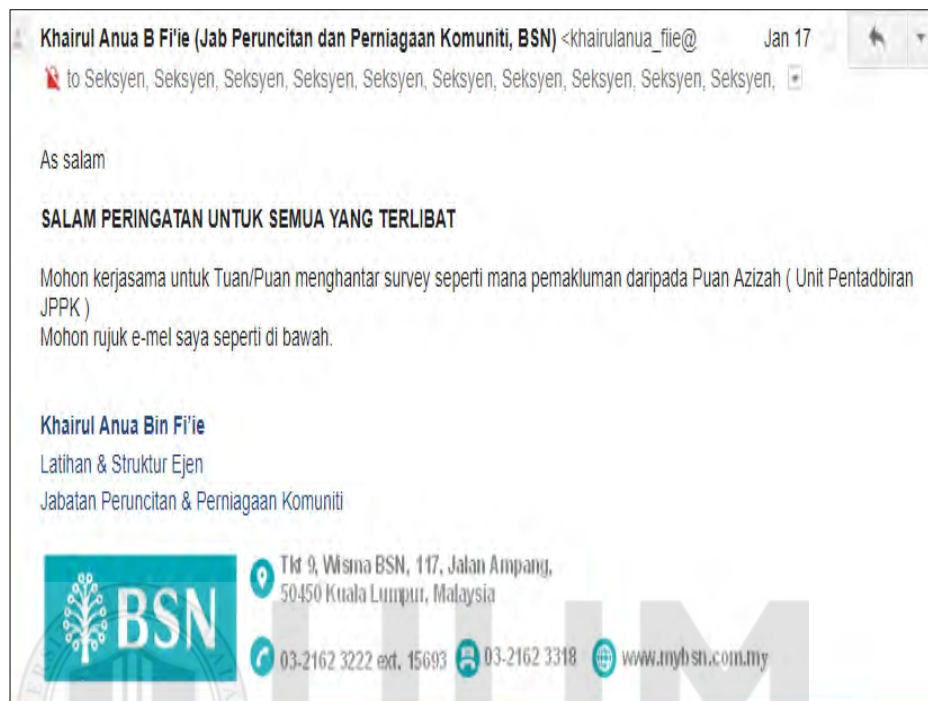 Khairul Anua B Fi'ie (Jab Peruncitan dan Perniagaan Komuniti, BSN) <khairulanua_fiie@ Jan 17
to Seksyen, Seksyen, Seksyen, Seksyen, Seksyen, Seksyen, Seksyen, Seksyen, Seksyen, Seksyen,
As salam
SALAM PERINGATAN UNTUK SEMUA YANG TERLIBAT
Mohon kerjasama untuk Tuan/Puan menghantar survey seperti mana pemakluman daripada Puan Azizah ( Unit Pentadbiran
JPPK )
Mohon rujuk e-mel saya seperti di bawah.
Khairul Anua Bin Fi'ie
Latihan & Struktur Ejen
Jabatan Peruncitan & Perniagaan Komuniti
BSN
Tkt 9, Wisma BSN, 117, Jalan Ampang,
50450 Kuala Lumpur, Malaysia
03-2162 3222 ext. 15693 03-2162 3318 www.mybsn.com.my